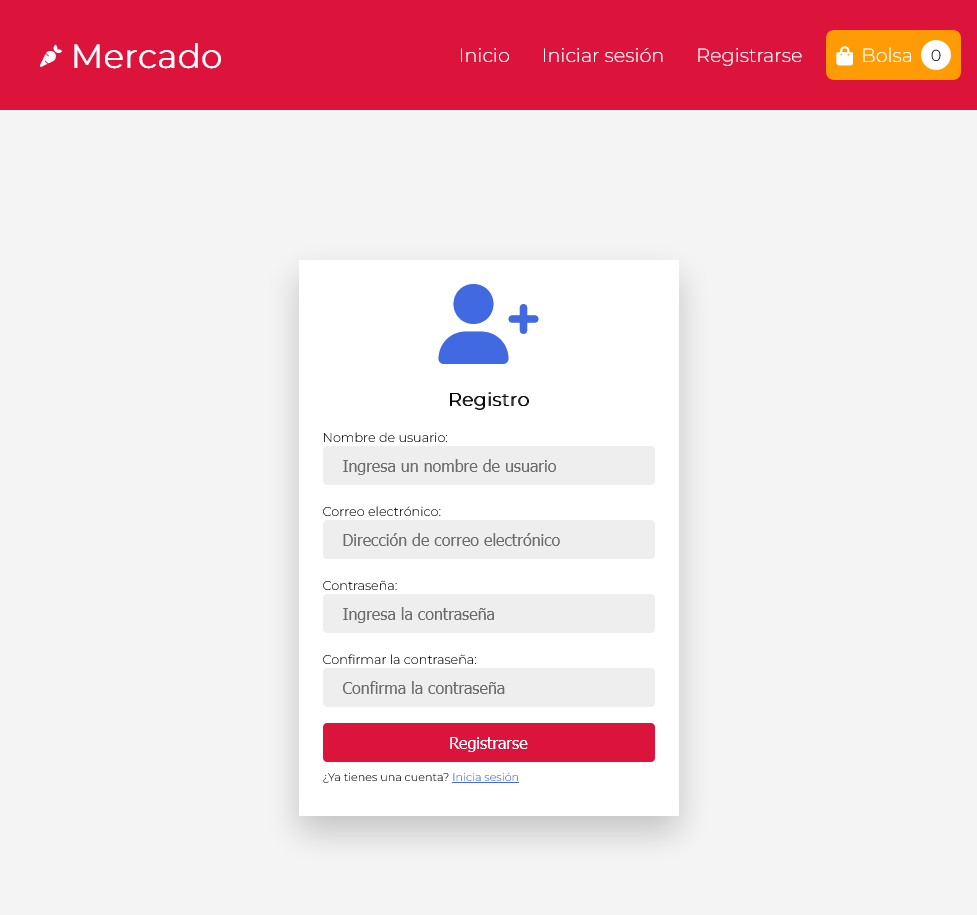 Mercado
Inicio Iniciar sesión Registrarse Bolsa 0
Registro
Nombre de usuario:
Ingresa un nombre de usuario
Correo electrónico:
Dirección de correo electrónico
Contraseña:
Ingresa la contraseña
Confirmar la contraseña:
Confirma la contraseña
Registrarse
¿Ya tienes una cuenta? Inicia sesión